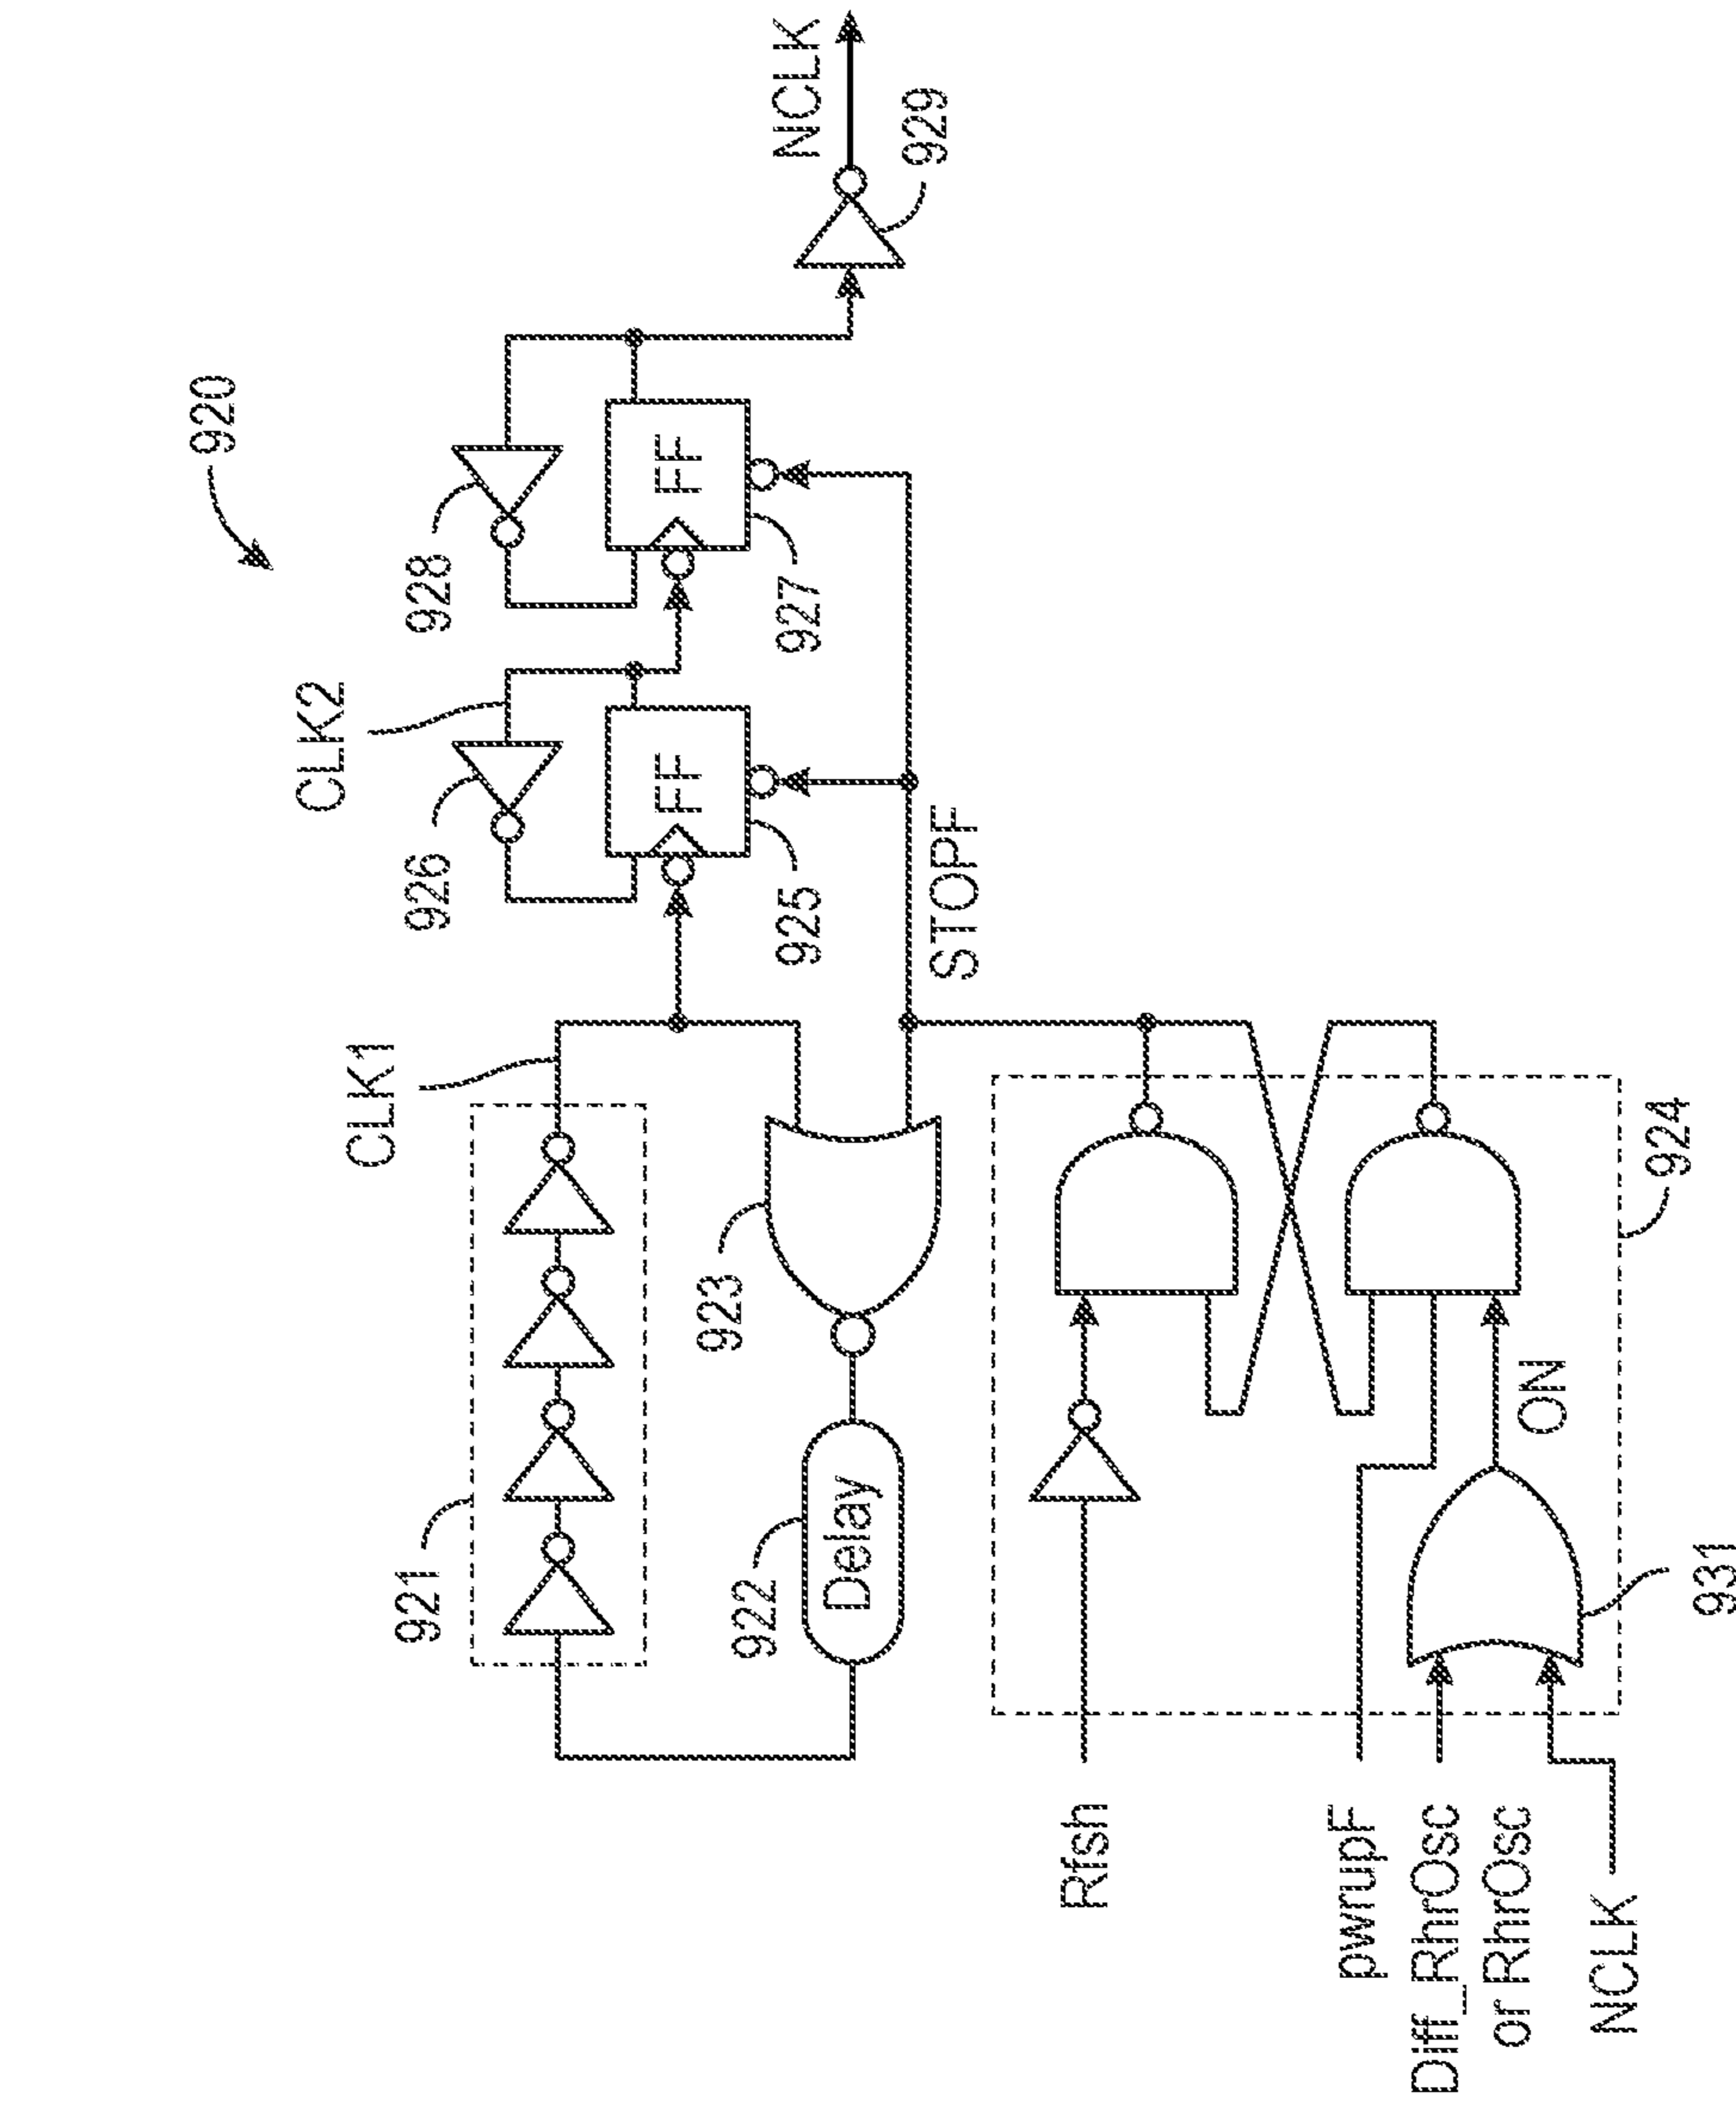 920
CLK1
CLK2
921
926
928
922
Delay
923
FF
FF
925
927
NCLK
929
STOPF
Rfsh
pwrupF
Diff_RhrOsc
or RhrOsc
NCLK
ON
931
924